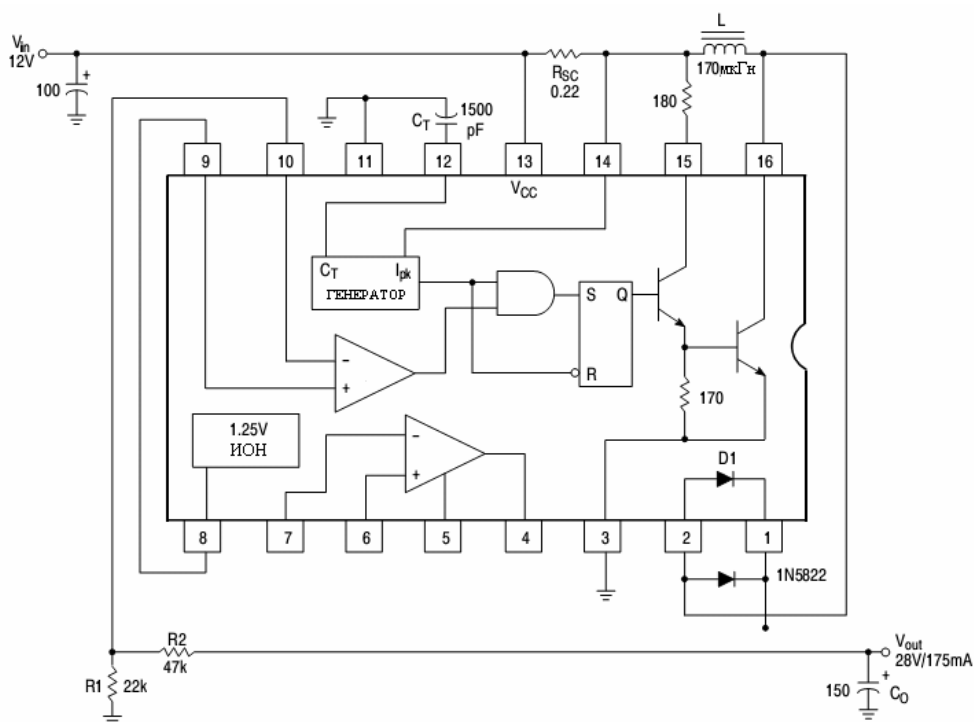 Vin
12V
100
+
RSC
0.22
L
170мкГн
180
CT
1500
pF
9
10
11
12
13
14
15
16
VCC
CT
Ipk
ГЕНЕРАТОР
S
Q
R
-
+
170
1.25V
ИОН
-
+
D1
8
7
6
5
4
3
2
1
1N5822
R2
47k
R1
22k
Vout
28V/175mA
150
+
CO